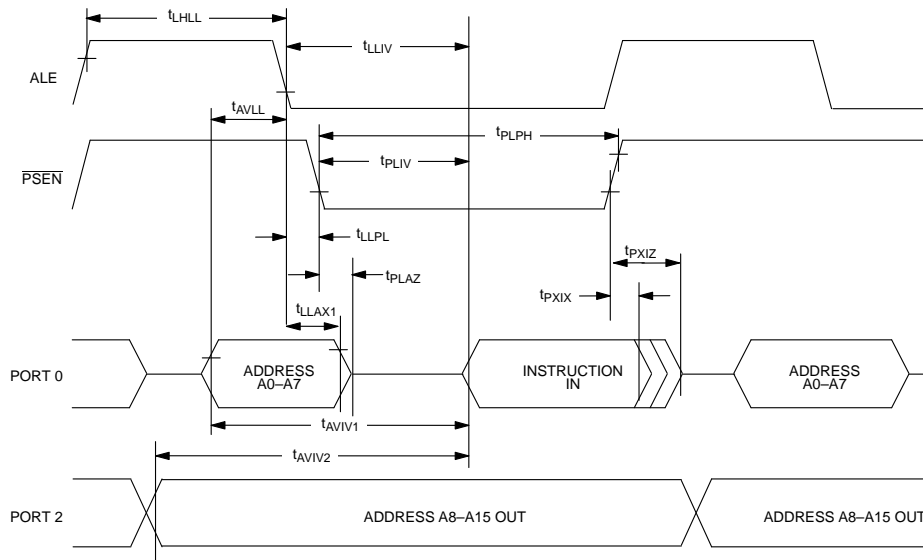 tLHLL
tLLIV
ALE
tAVLL
tPLPH
tPLIV
PSEN
tLLPL
tPXIZ
tPLAZ
tPXIX
tLLAX1
PORT 0
ADDRESS
A0–A7
INSTRUCTION
IN
ADDRESS
A0–A7
tAVIV1
tAVIV2
PORT 2
ADDRESS A8–A15 OUT
ADDRESS A8–A15 OUT